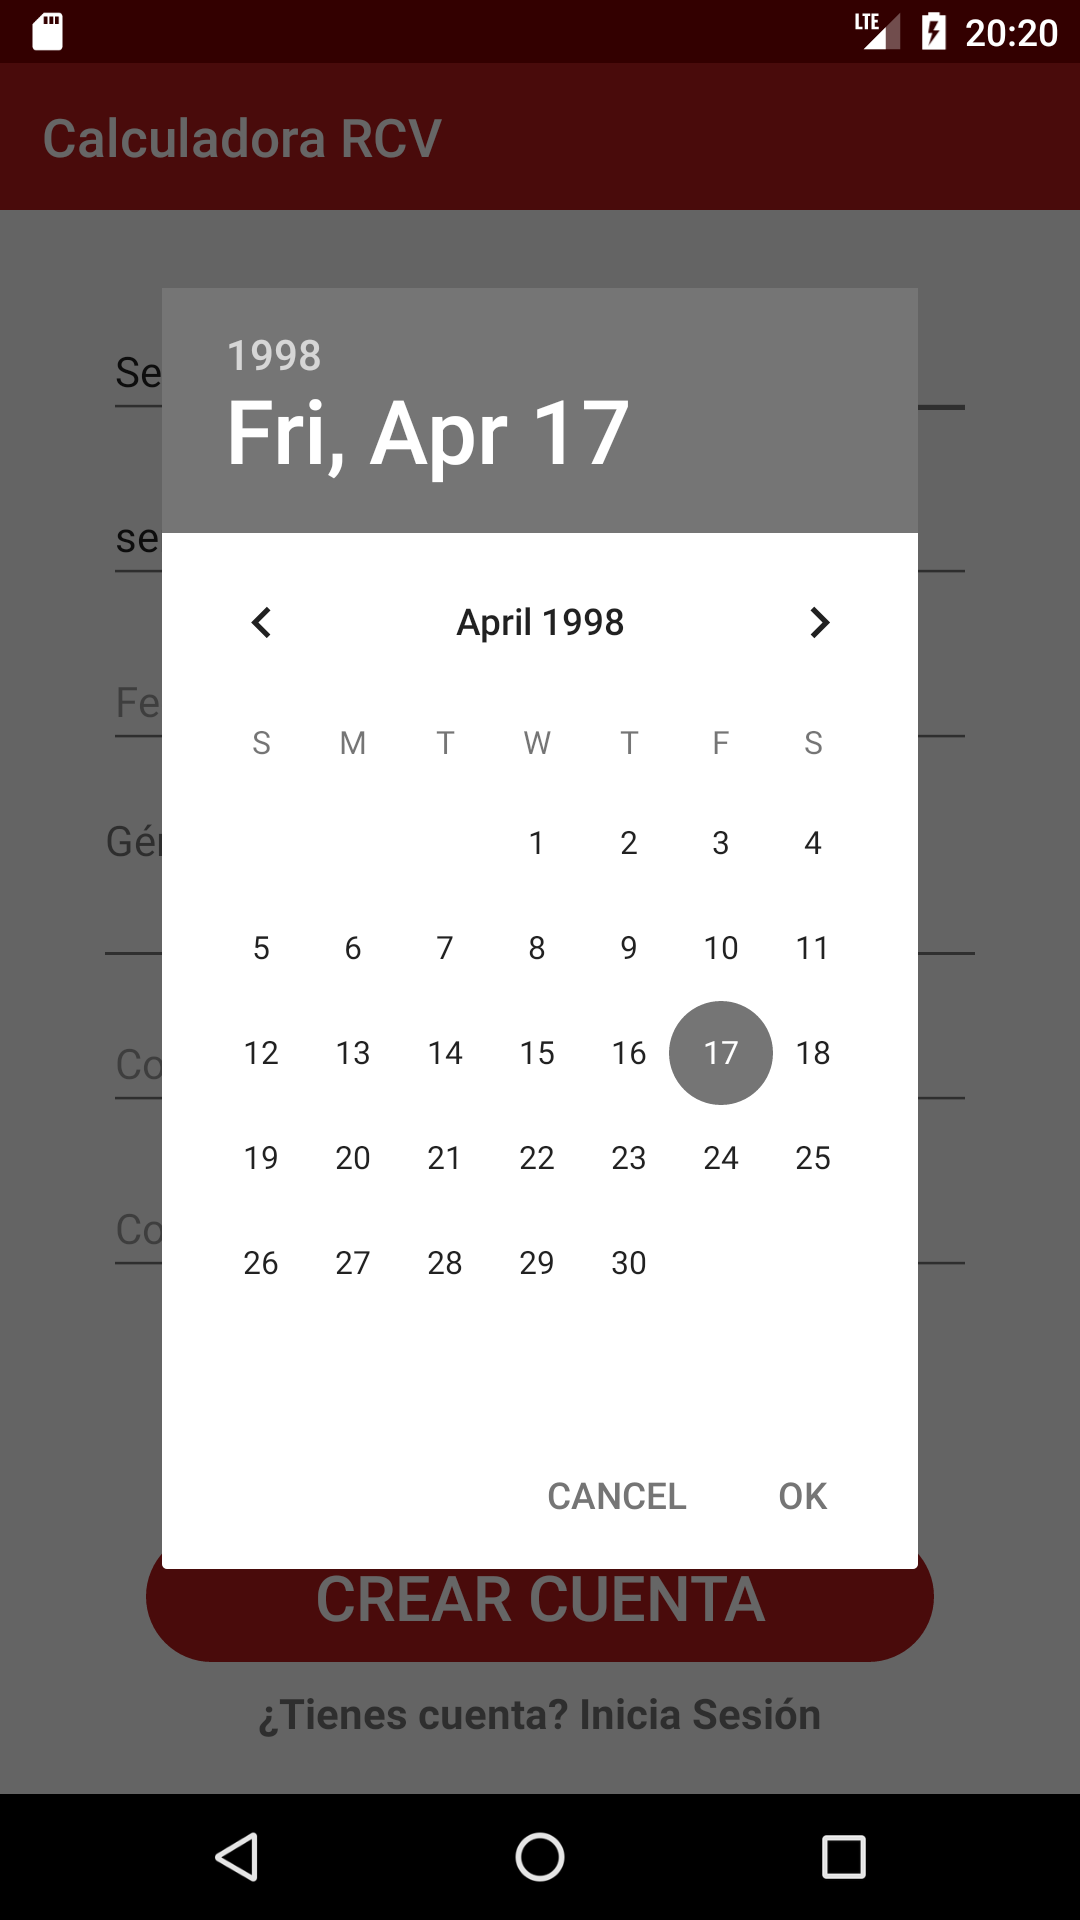 LTE 20:20
Calculadora RCV
1998
Fri, Apr 17
Se
se
April 1998
Fe
S M T W T F S
1 2 3 4
Gén
5 6 7 8 9 10 11
12 13 14 15 16 17 18
Co
19 20 21 22 23 24 25
Co
26 27 28 29 30
CANCEL OK
CREAR CUENTA
¿Tienes cuenta? Inicia Sesión